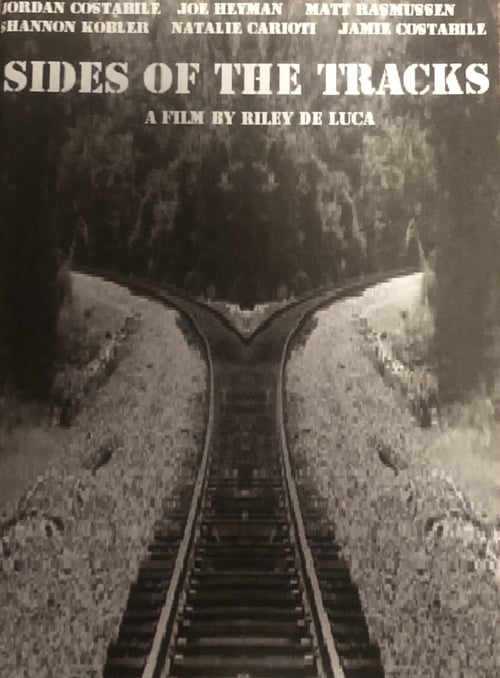 JORDAN COSTABILE JOE HEYMAN MATT RASMUSSEN
SHANNON KOBLER NATALIE CARIOTI JAMIE COSTABILE
SIDES OF THE TRACKS
A FILM BY RILEY DE LUCA